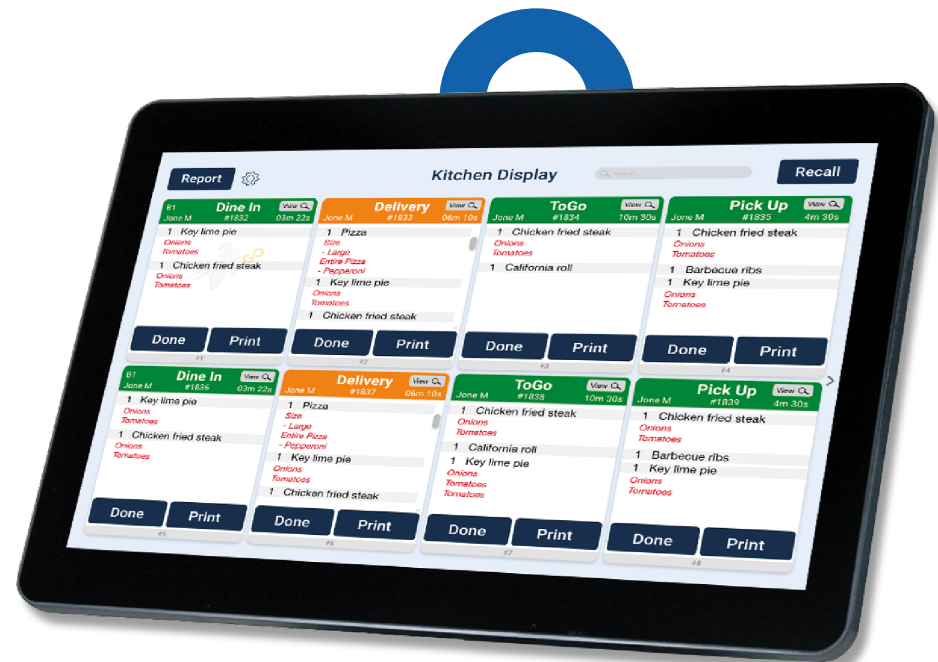 Report
Kitchen Display
Search...
Recall
B1 Dine In View
Jone M #1832 03m 22s
1 Key lime pie
Onions
Tomatoes
1 Chicken fried steak
Onions
Tomatoes
Done Print
#1
Delivery View
Jone M #1833 06m 10s
1 Pizza
Size
- Large
Entire Pizza
- Pepperoni
1 Key lime pie
Onions
Tomatoes
1 Chicken fried steak
Done Print
#2
ToGo View
Jone M #1834 10m 30s
1 Chicken fried steak
Onions
Tomatoes
1 California roll
Done Print
#3
Pick Up View
Jone M #1835 4m 30s
1 Chicken fried steak
Onions
Tomatoes
1 Barbecue ribs
1 Key lime pie
Onions
Tomatoes
Done Print
#4
B1 Dine In View
Jone M #1836 03m 22s
1 Key lime pie
Onions
Tomatoes
1 Chicken fried steak
Onions
Tomatoes
Done Print
#5
Delivery View
Jone M #1837 06m 10s
1 Pizza
Size
- Large
Entire Pizza
- Pepperoni
1 Key lime pie
Onions
Tomatoes
1 Chicken fried steak
Done Print
#6
ToGo View
Jone M #1838 10m 30s
1 Chicken fried steak
Onions
Tomatoes
1 California roll
1 Key lime pie
Onions
Tomatoes
Tomatoes
Done Print
#7
Pick Up View
Jone M #1839 4m 30s
1 Chicken fried steak
Onions
Tomatoes
1 Barbecue ribs
1 Key lime pie
Onions
Tomatoes
Done Print
#8